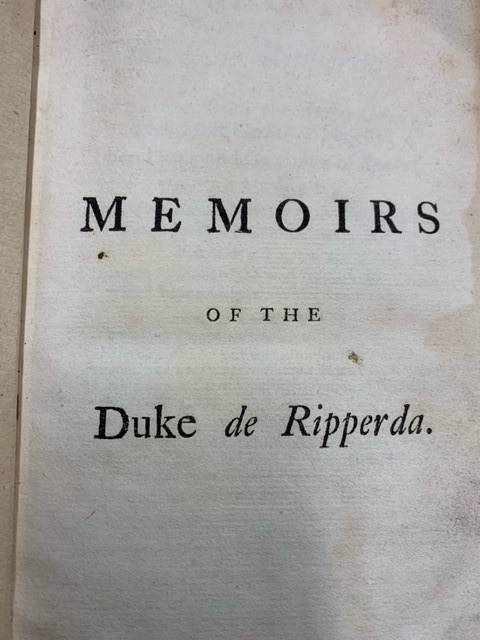 MEMOIRS
OF THE
Duke de Ripperda.